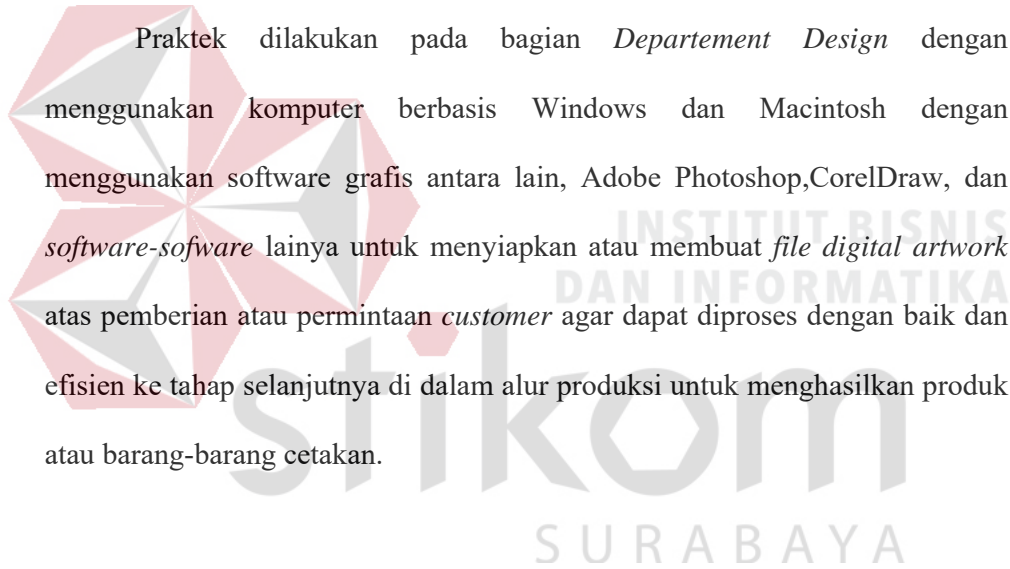 Praktek dilakukan pada bagian Departement Design dengan
menggunakan komputer berbasis Windows dan Macintosh dengan
menggunakan software grafis antara lain, Adobe Photoshop,CorelDraw, dan
INSTITUT BISNIS
software-sofware lainya untuk menyiapkan atau membuat file digital artwork
DAN INFORMATIKA
atas pemberian atau permintaan customer agar dapat diproses dengan baik dan
efisien ke tahap selanjutnya di dalam alur produksi untuk menghasilkan produk
stikom
atau barang-barang cetakan.
SURABAYA